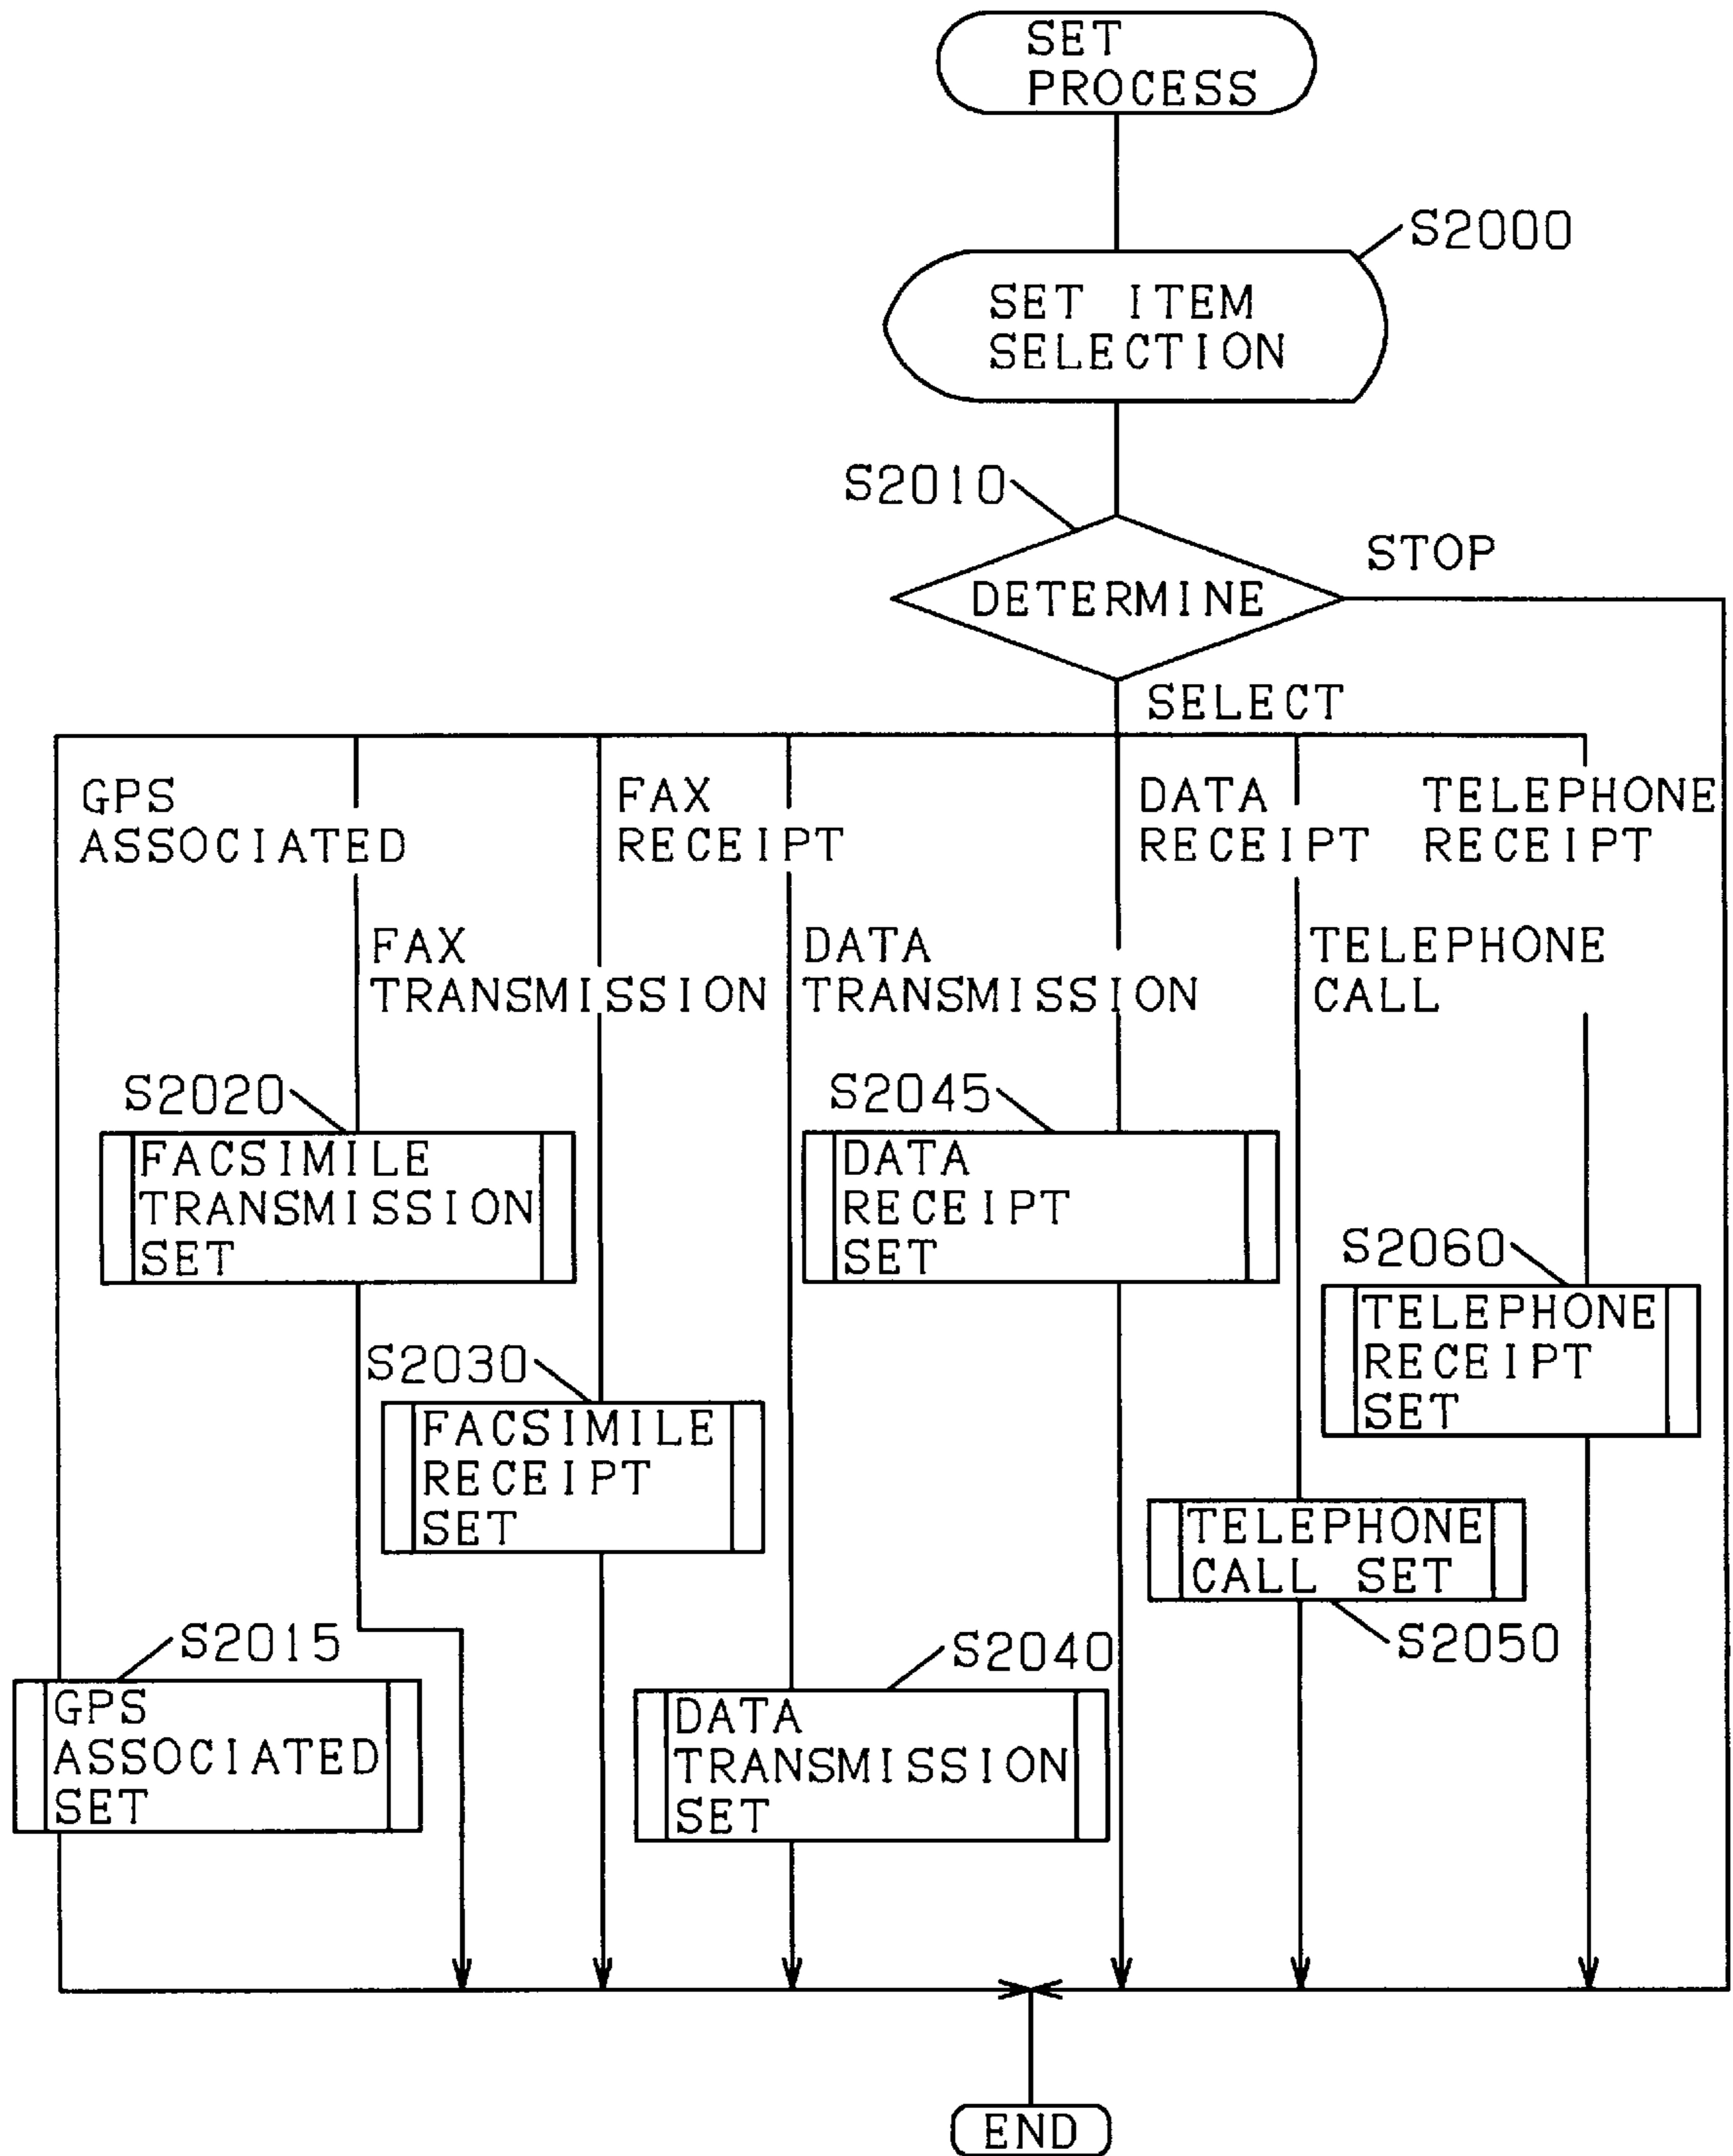 SET
PROCESS
S2000
SET ITEM
SELECTION
S2010
STOP
DETERMINE
SELECT
GPS
ASSOCIATED
FAX
RECEIPT
DATA
RECEIPT
TELEPHONE
RECEIPT
FAX
TRANSMISSION
DATA
TRANSMISSION
TELEPHONE
CALL
S2020
FACSIMILE
TRANSMISSION
SET
S2045
DATA
RECEIPT
SET
S2060
TELEPHONE
RECEIPT
SET
S2030
FACSIMILE
RECEIPT
SET
TELEPHONE
CALL SET
S2050
S2015
GPS
ASSOCIATED
SET
S2040
DATA
TRANSMISSION
SET
END